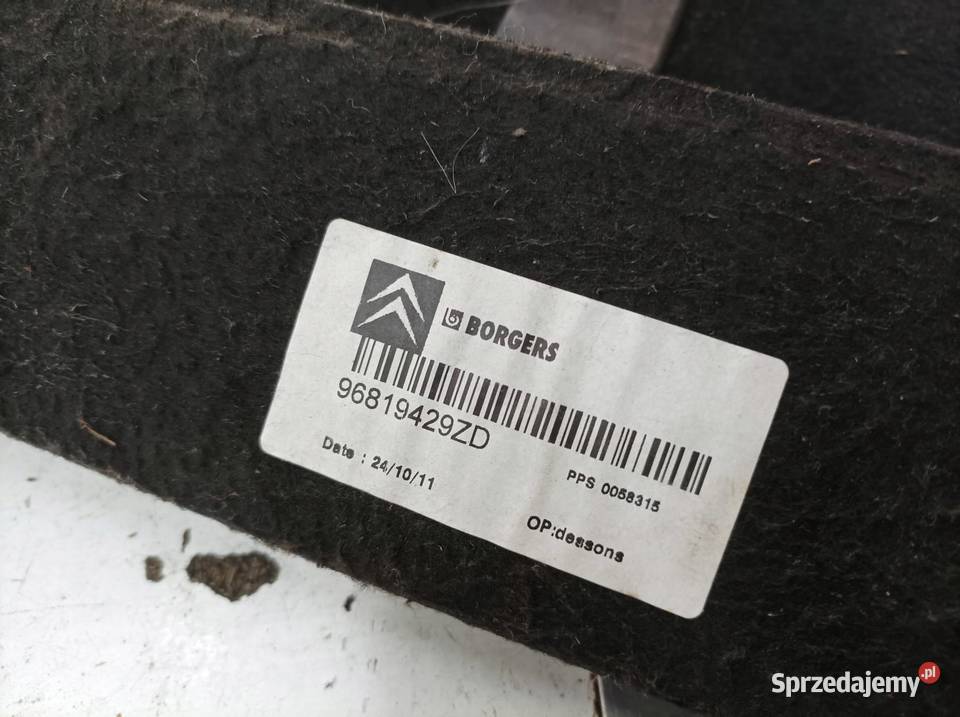 BORGERS
96819429ZD
Date : 24/10/11
PPS 0058315
OP:dessons
Sprzedajemy.pl